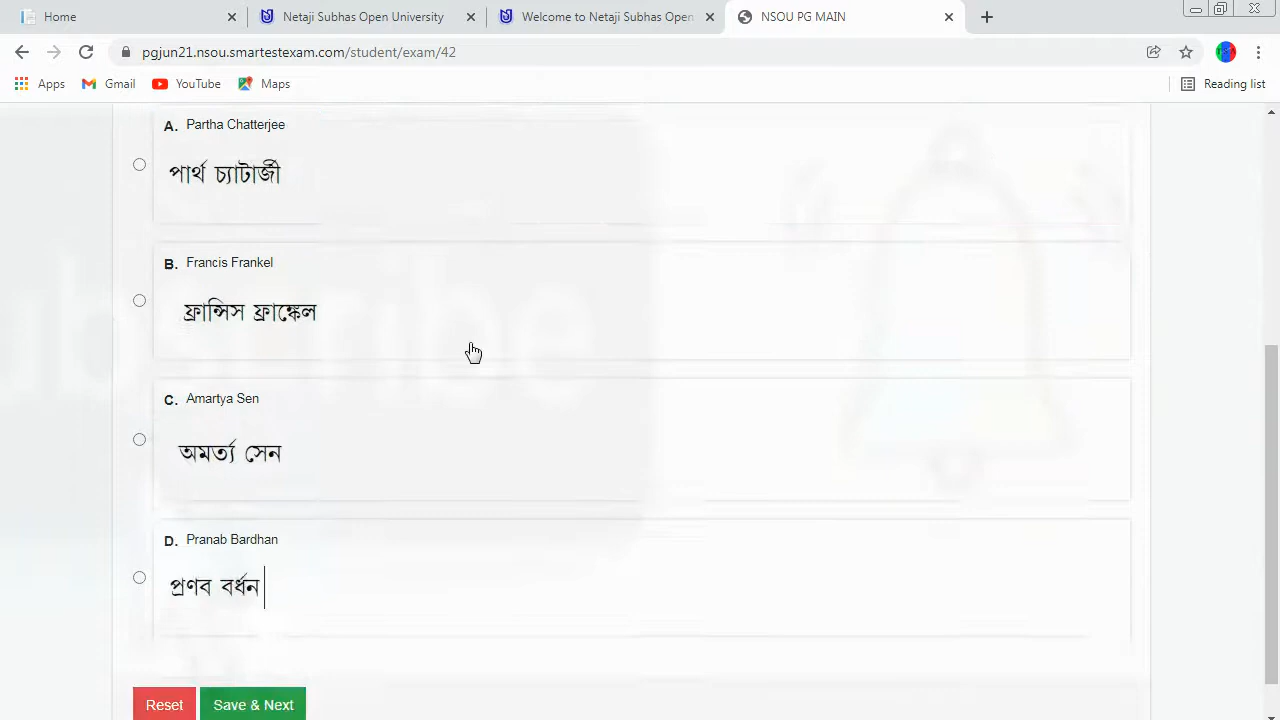 Home
Netaji Subhas Open University
Welcome to Netaji Subhas Open
NSOU PG MAIN
pgjun21.nsou.smartestexam.com/student/exam/42
Apps
Gmail
YouTube
Maps
Reading list
A. Partha Chatterjee
পার্থ চ্যাটার্জী
B. Francis Frankel
ফ্রান্সিস ফ্রাঙ্কেল
C. Amartya Sen
অমর্ত্য সেন
D. Pranab Bardhan
প্রণব বর্ধন
ubscribe
Reset
Save & Next